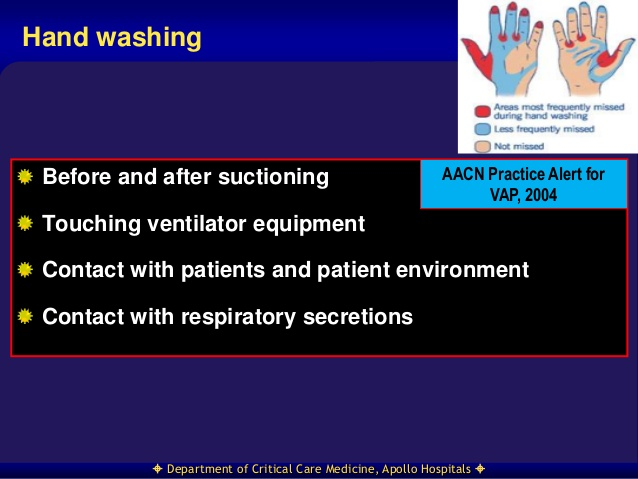 Hand washing
Areas most frequently missed
during hand washing
Less frequently missed
Not missed
AACN Practice Alert for
VAP, 2004
Before and after suctioning
Touching ventilator equipment
Contact with patients and patient environment
Contact with respiratory secretions
Department of Critical Care Medicine, Apollo Hospitals